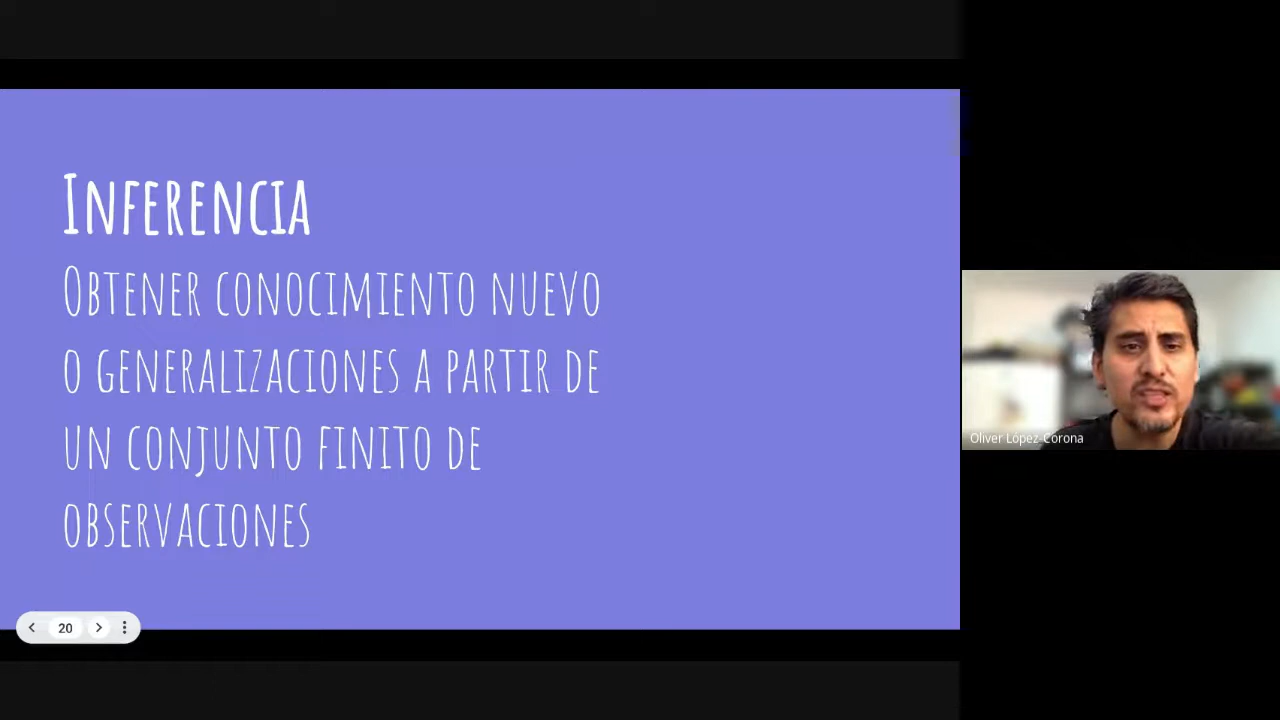 Inferencia
Obtener conocimiento nuevo
o generalizaciones a partir de
un conjunto finito de
observaciones
20
Oliver López-Corona